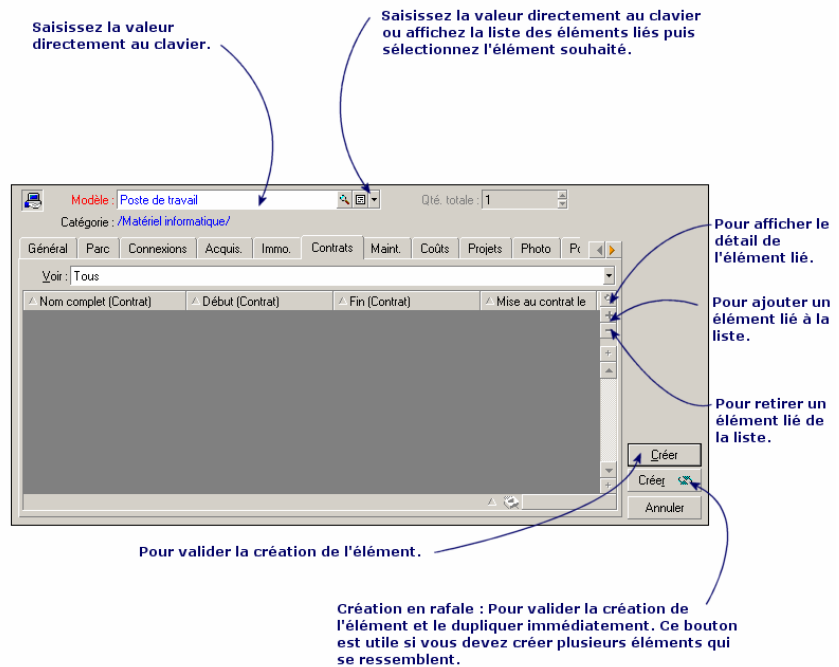 Saisissez la valeur
directement au clavier.
Saisissez la valeur directement au clavier
ou affichez la liste des éléments liés puis
sélectionnez l'élément souhaité.
Modèle : Poste de travail
Qté. totale : 1
Catégorie : /Matériel informatique/
Général Parc Connexions Acquis. Immo. Contrats Maint. Coûts Projets Photo Po
Voir : Tous
Nom complet (Contrat) Début (Contrat) Fin (Contrat) Mise au contrat le
Pour afficher le
détail de
l'élément lié.
Pour ajouter un
élément lié à la
liste.
Pour retirer un
élément lié de
la liste.
Créer
Créer
Annuler
Pour valider la création de l'élément.
Création en rafale : Pour valider la création de
l'élément et le dupliquer immédiatement. Ce bouton
est utile si vous devez créer plusieurs éléments qui
se ressemblent.